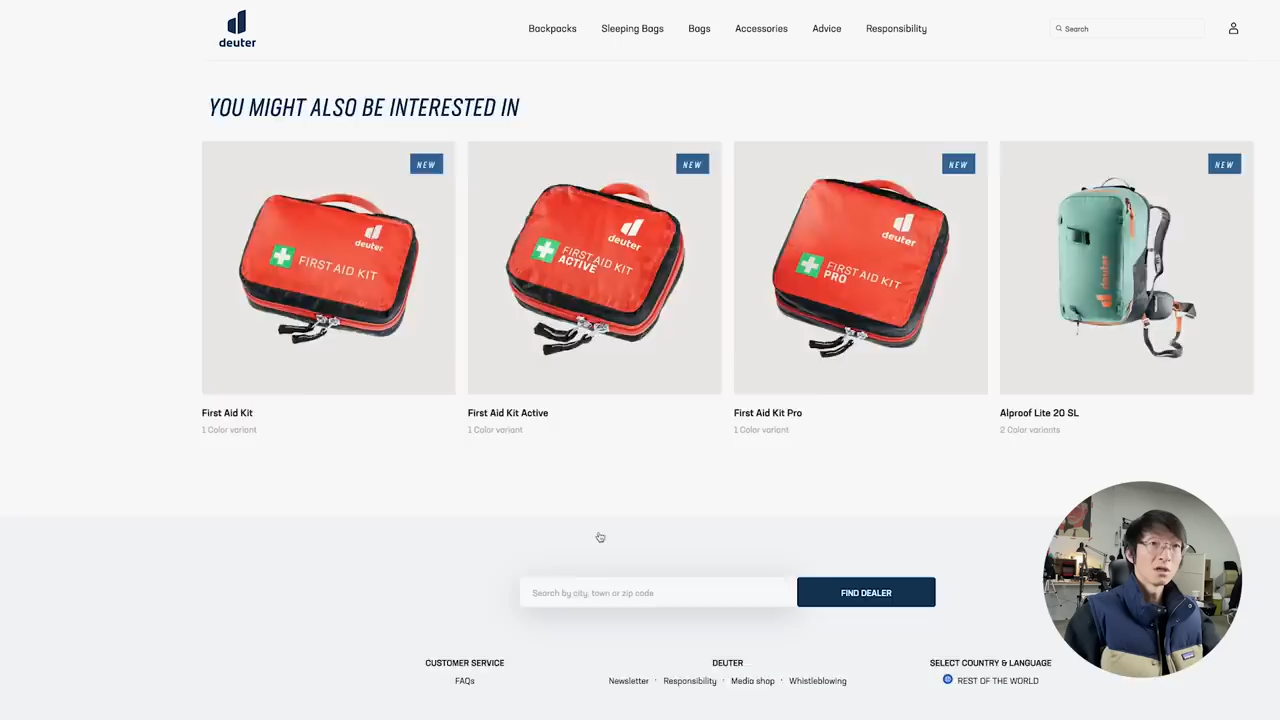 deuter
Backpacks
Sleeping Bags
Bags
Accessories
Advice
Responsibility
Search
YOU MIGHT ALSO BE INTERESTED IN
NEW
NEW
NEW
NEW
deuter
FIRST AID KIT
deuter
FIRST AID KIT
ACTIVE
deuter
FIRST AID KIT
PRO
deuter
First Aid Kit
1 Color variant
First Aid Kit Active
1 Color variant
First Aid Kit Pro
1 Color variant
Alproof Lite 20 SL
2 Color variants
Search by city, town or zip code
FIND DEALER
CUSTOMER SERVICE
FAQs
DEUTER
Newsletter · Responsibility · Media shop · Whistleblowing
SELECT COUNTRY & LANGUAGE
REST OF THE WORLD